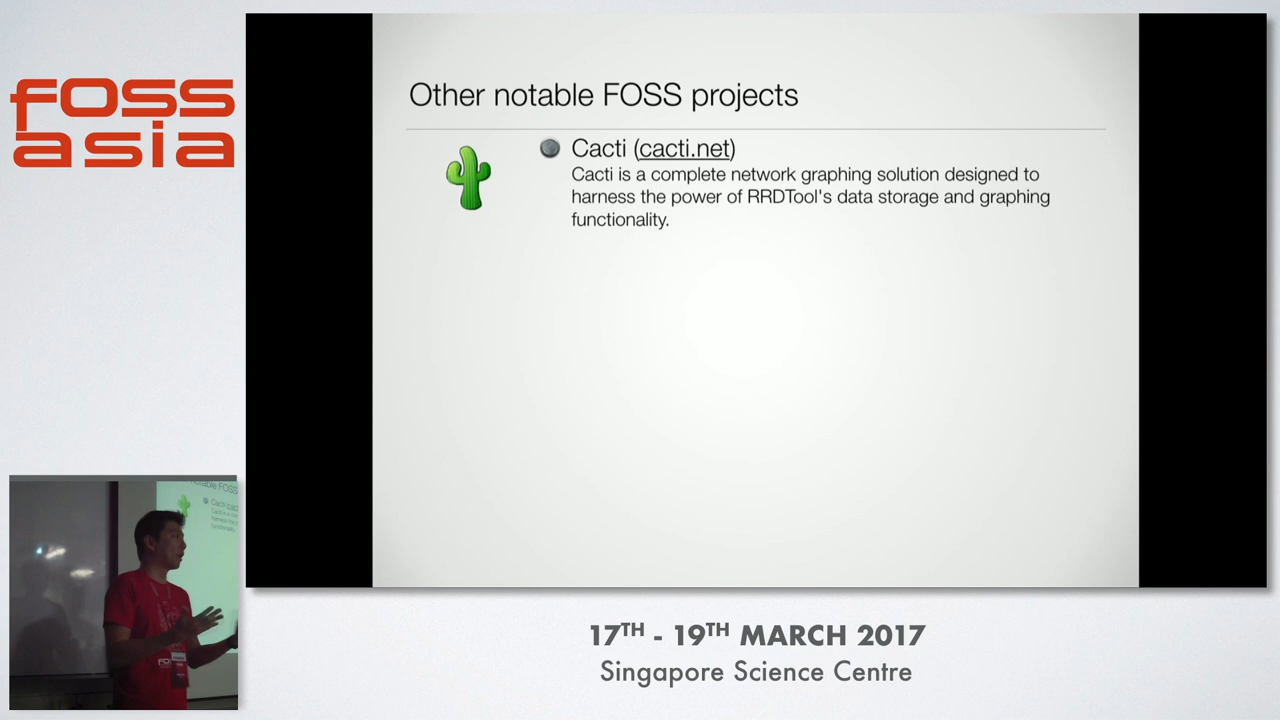 foss
asia
Other notable FOSS projects
Cacti (cacti.net)
Cacti is a complete network graphing solution designed to
harness the power of RRDTool's data storage and graphing
functionality.
17TH - 19TH MARCH 2017
Singapore Science Centre